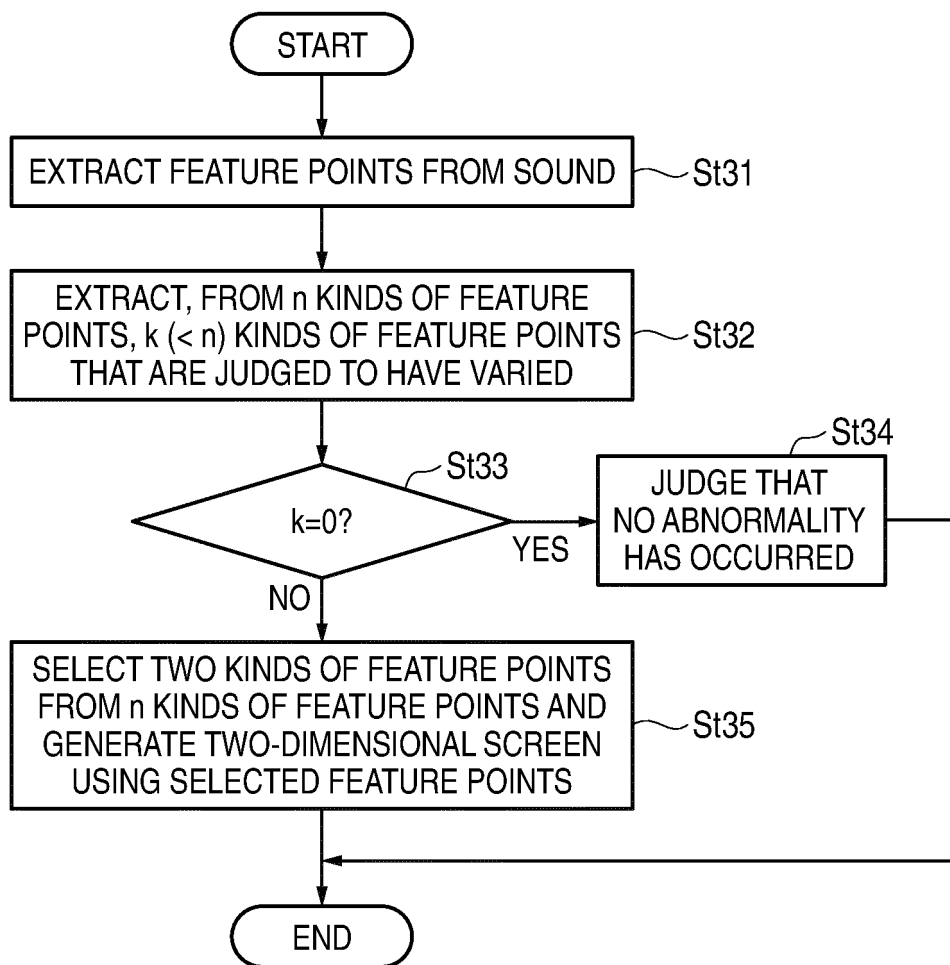 START
EXTRACT FEATURE POINTS FROM SOUND
St31
EXTRACT, FROM n KINDS OF FEATURE
POINTS, k (< n) KINDS OF FEATURE POINTS
THAT ARE JUDGED TO HAVE VARIED
St32
k=0?
St33
YES
NO
JUDGE THAT
NO ABNORMALITY
HAS OCCURRED
St34
SELECT TWO KINDS OF FEATURE POINTS
FROM n KINDS OF FEATURE POINTS AND
GENERATE TWO-DIMENSIONAL SCREEN
USING SELECTED FEATURE POINTS
St35
END